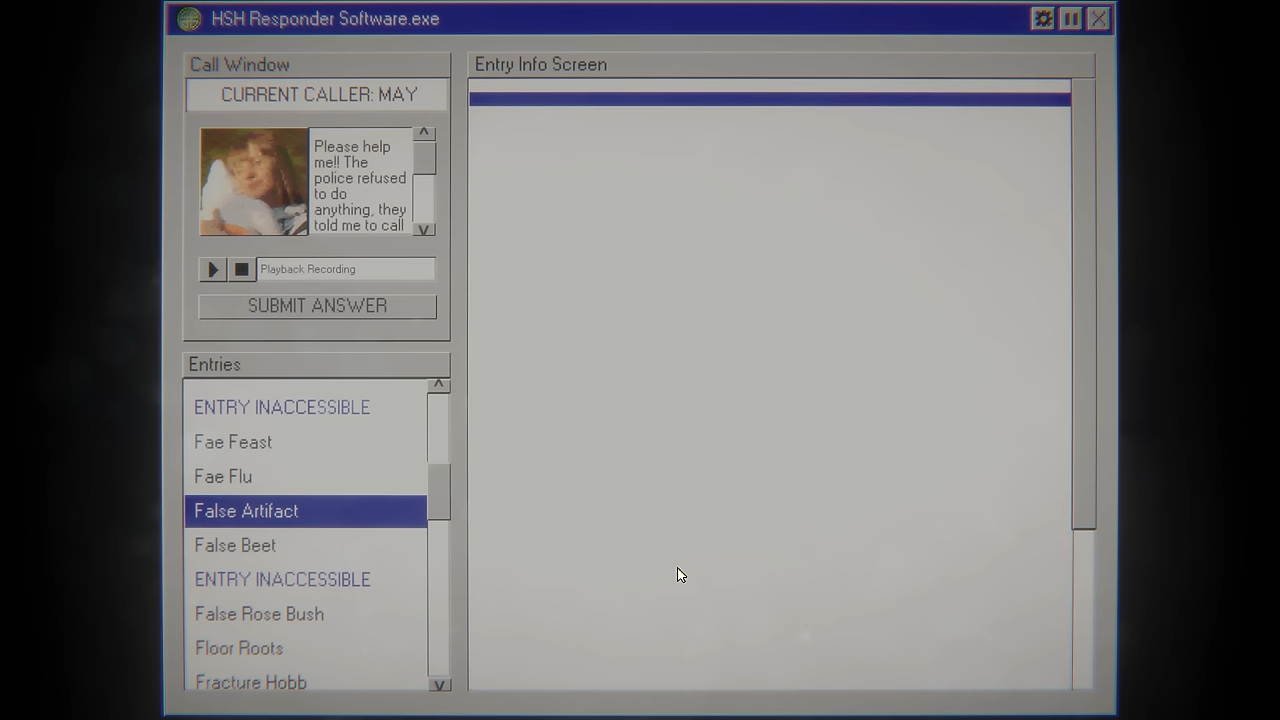 HSH Responder Software.exe
Call Window
CURRENT CALLER: MAY
Please help
me!! The
police refused
to do
anything, they
told me to call
Playback Recording
SUBMIT ANSWER
Entries
ENTRY INACCESSIBLE
Fae Feast
Fae Flu
False Artifact
False Beet
ENTRY INACCESSIBLE
False Rose Bush
Floor Roots
Fracture Hobb
Entry Info Screen